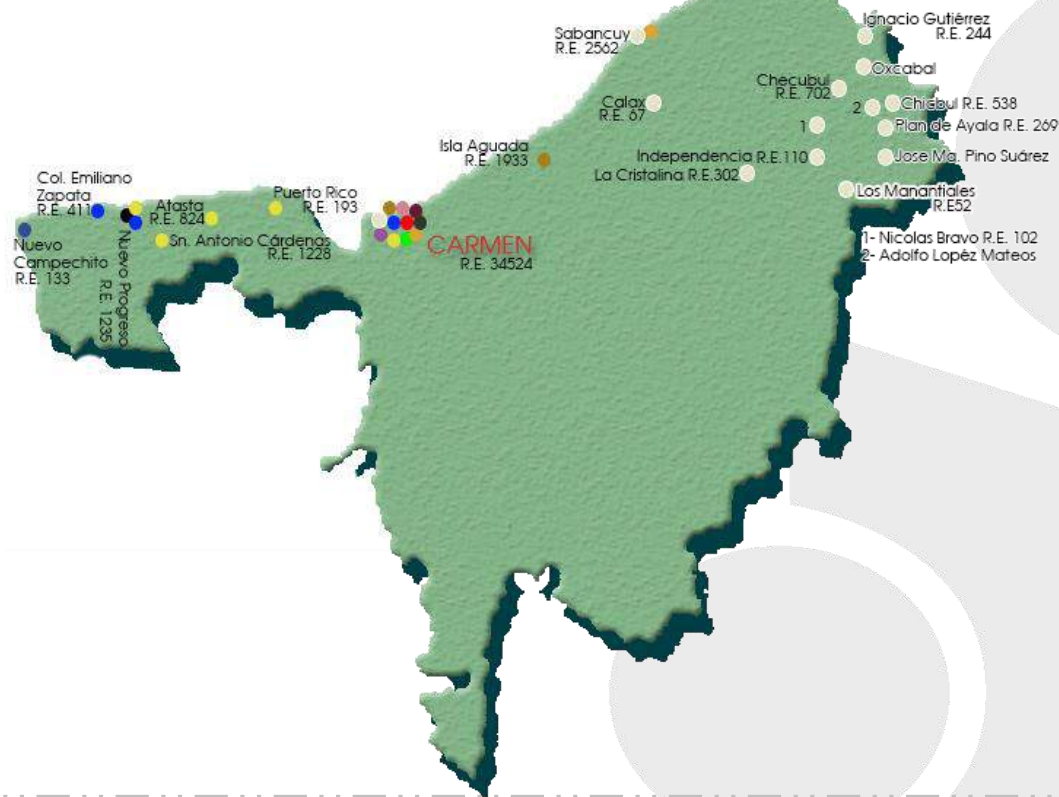 Ignacio Gutiérrez
R.E. 244
Sabancuy
R.E. 2562
Oxcabal
Checubul
R.E. 702
Calax
R.E. 67
2
Chicbul R.E. 538
1
Plan de Ayala R.E. 269
Isla Aguada
R.E. 1933
Independencia R.E.110
Jose Ma. Pino Suárez
La Cristalina R.E.302
Col. Emiliano
Zapata
R.E. 411
Puerto Rico
R.E. 193
Los Manantiales
R.E52
Atasta
R.E. 824
Nuevo
Campechito
R.E. 133
Nuevo Progreso
R.E. 1235
Sn. Antonio Cárdenas
R.E. 1228
CARMEN
R.E. 34524
1- Nicolas Bravo R.E. 102
2- Adolfo Lopéz Mateos